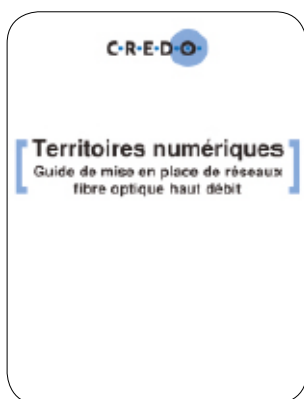 C·R·E·D·O·
Territoires numériques
Guide de mise en place de réseaux
fibre optique haut débit